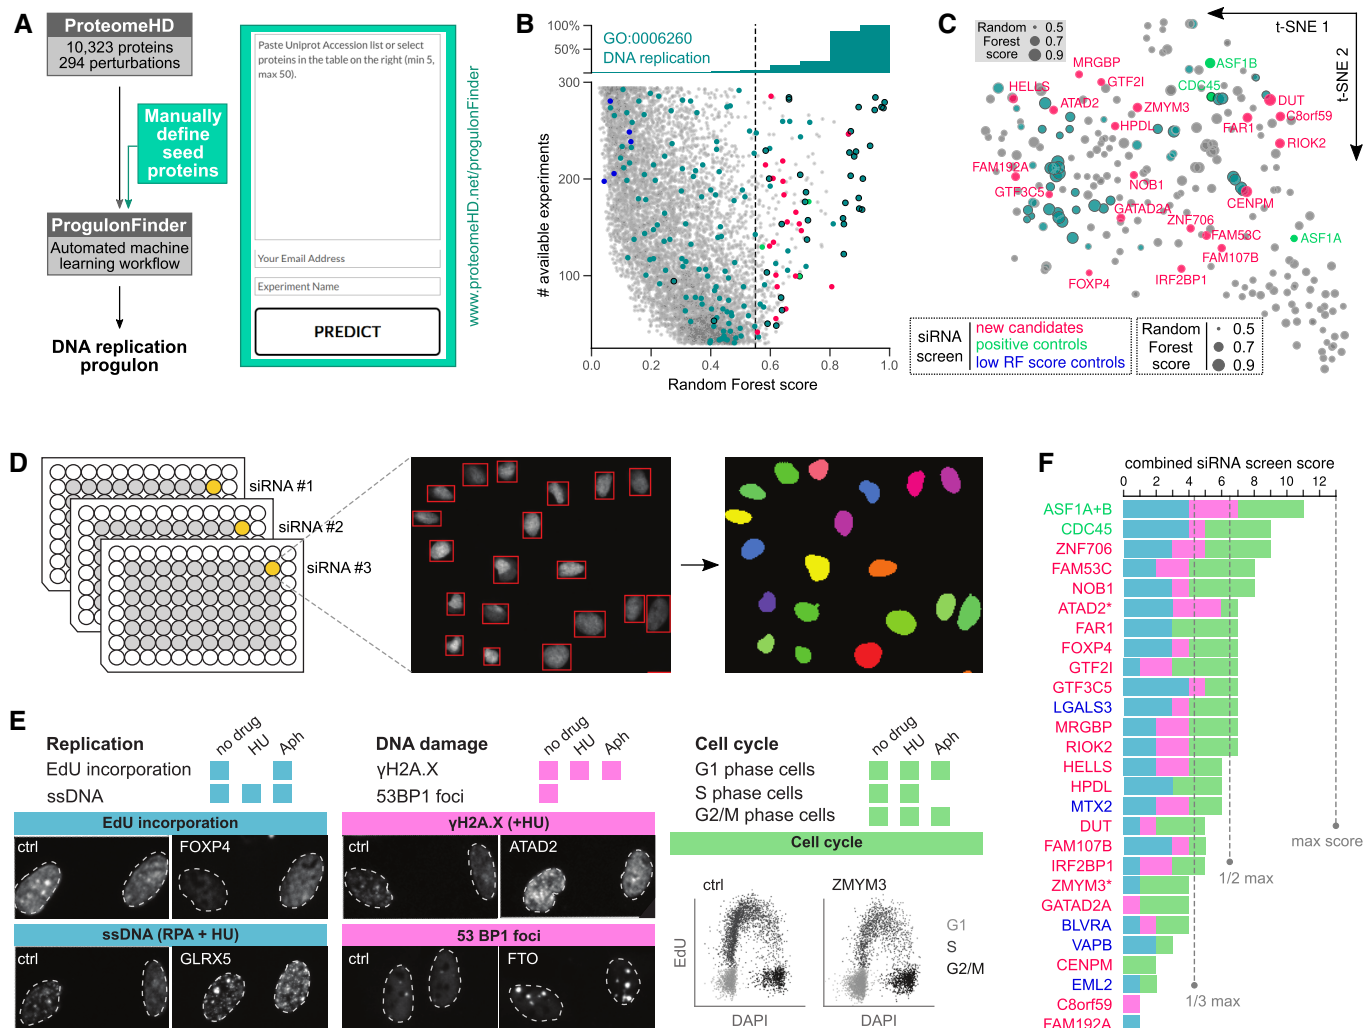 A
ProteomeHD
10,323 proteins
294 perturbations
Manually
define
seed
proteins
ProgulonFinder
Automated machine
learning workflow
DNA replication
progulon
Paste Uniprot Accession list or select
proteins in the table on the right (min 5,
max 50).
Your Email Address
Experiment Name
PREDICT
www.proteomeHD.net/progulonFinder
B
100%
50%
GO:0006260
DNA replication
300
200
100
# available experiments
0.0
0.2
0.4
0.6
0.8
1.0
Random Forest score
C
Random
Forest
score
0.5
0.7
0.9
t-SNE 1
t-SNE 2
MRGBP
GTF2I
ASF1B
CDC45
HELLS
ATAD2
ZMYM3
DUT
HPDL
FAR1
C8orf59
RIOK2
FAM192A
GTF3C5
NOB1
CENPM
GATAD2A
ZNF706
FAM53C
FAM107B
ASF1A
FOXP4
IRF2BP1
siRNA
screen
new candidates
positive controls
low RF score controls
Random
Forest
score
0.5
0.7
0.9
D
siRNA #1
siRNA #2
siRNA #3
E
Replication
no drug
HU
Aph
EdU incorporation
ssDNA
DNA damage
no drug
HU
Aph
γH2A.X
53BP1 foci
Cell cycle
no drug
HU
Aph
G1 phase cells
S phase cells
G2/M phase cells
EdU incorporation
ctrl
FOXP4
γH2A.X (+HU)
ctrl
ATAD2
Cell cycle
ctrl
ZMYM3
EdU
G1
S
G2/M
DAPI
DAPI
ssDNA (RPA + HU)
ctrl
GLRX5
53 BP1 foci
ctrl
FTO
F
combined siRNA screen score
0 2 4 6 8 10 12
ASF1A+B
CDC45
ZNF706
FAM53C
NOB1
ATAD2*
FAR1
FOXP4
GTF2I
GTF3C5
LGALS3
MRGBP
RIOK2
HELLS
HPDL
MTX2
DUT
FAM107B
IRF2BP1
ZMYM3*
GATAD2A
BLVRA
VAPB
CENPM
EML2
C8orf59
FAM192A
max score
1/2 max
1/3 max